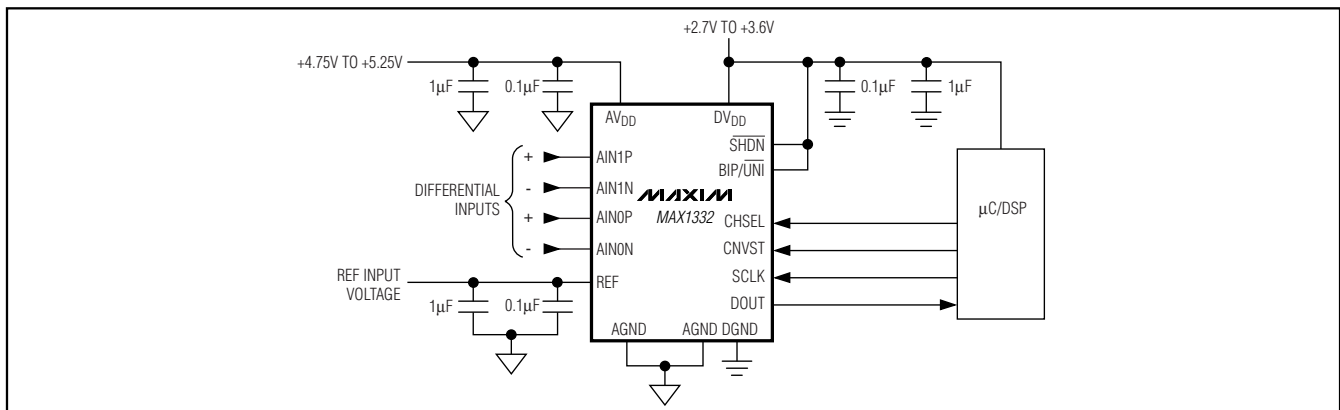 +2.7V TO +3.6V
+4.75V TO +5.25V
1µF
0.1µF
0.1µF
1µF
AVDD
DVDD
SHDN
BIP/UNI
+
AIN1P
-
AIN1N
+
AIN0P
-
AIN0N
DIFFERENTIAL
INPUTS
MAXIM
MAX1332
CHSEL
CNVST
SCLK
DOUT
µC/DSP
REF INPUT
VOLTAGE
REF
1µF
0.1µF
AGND
AGND
DGND